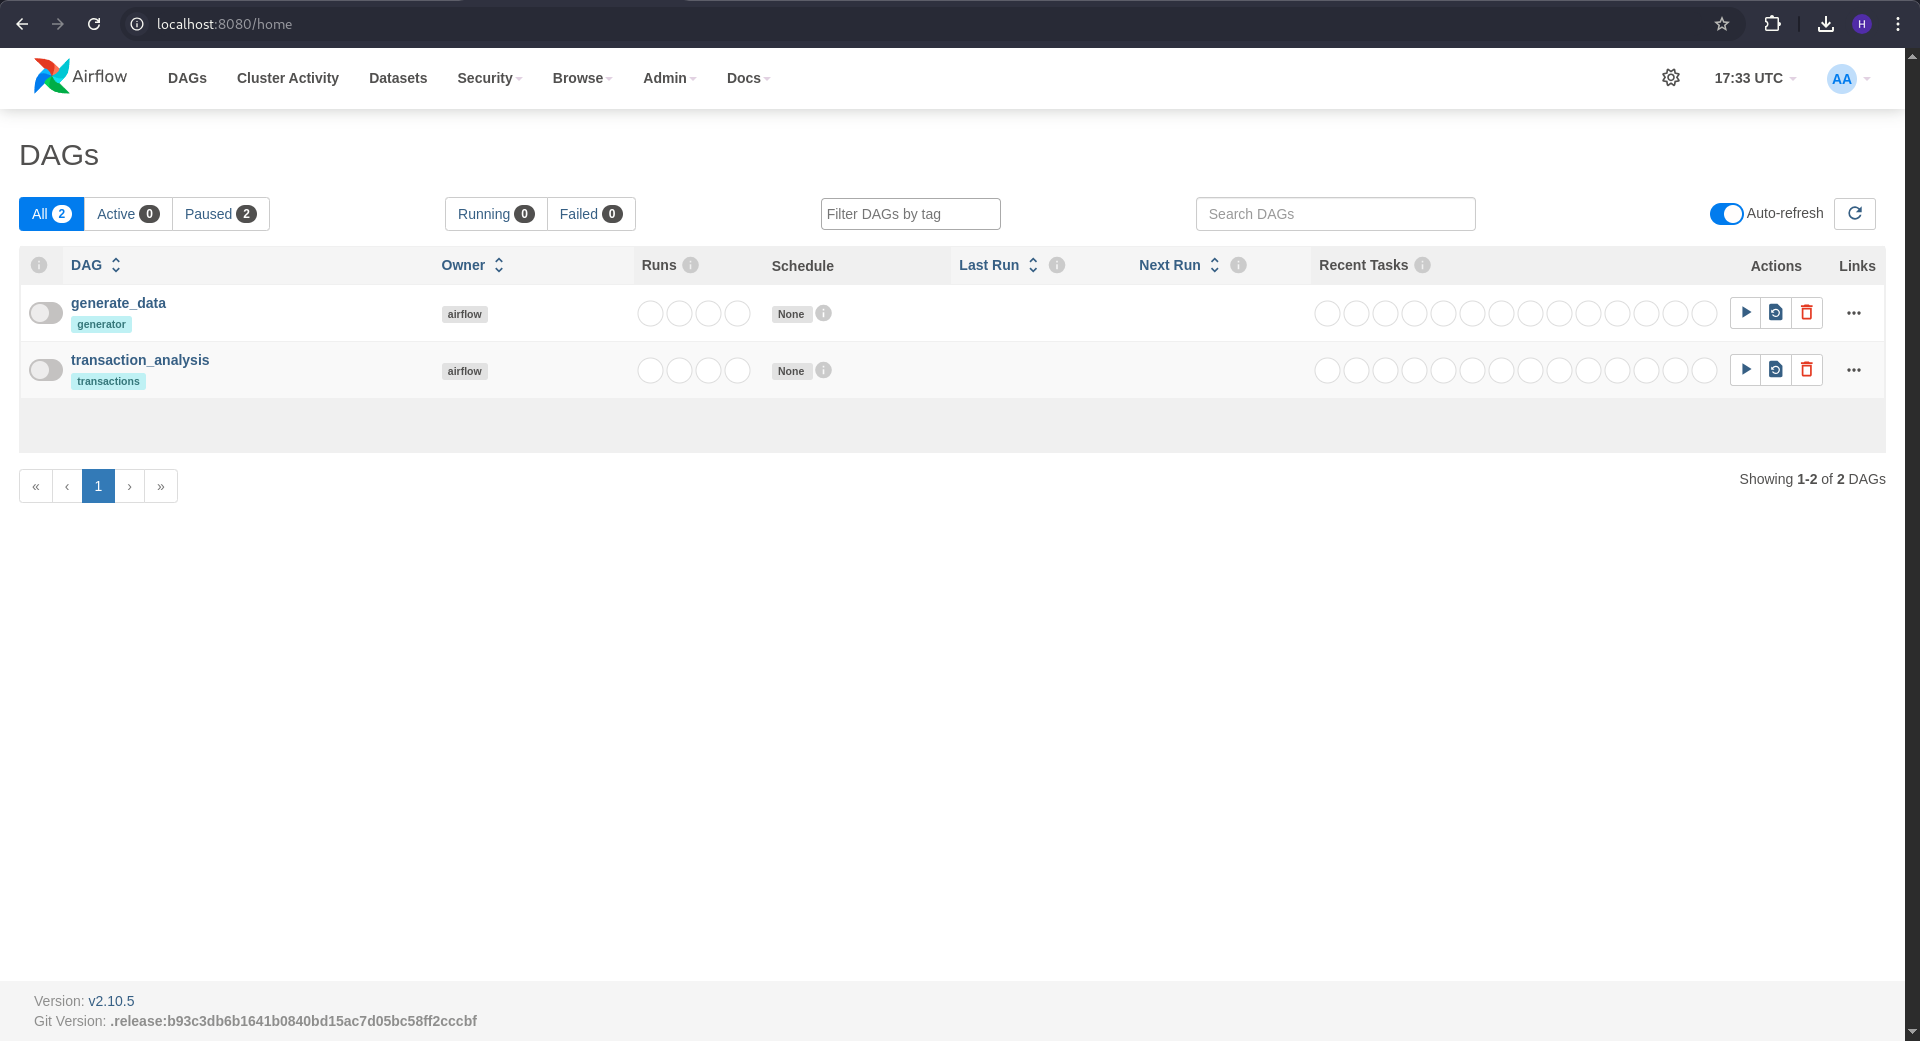 localhost:8080/home
H
Airflow DAGs Cluster Activity Datasets Security Browse Admin Docs 17:33 UTC AA
DAGs
All 2 Active 0 Paused 2 Running 0 Failed 0 Filter DAGs by tag Search DAGs Auto-refresh
DAG Owner Runs Schedule Last Run Next Run Recent Tasks Actions Links
generate_data
generator
airflow
None
transaction_analysis
transactions
airflow
None
« ‹ 1 › »
Showing 1-2 of 2 DAGs
Version: v2.10.5
Git Version: .release:b93c3db6b1641b0840bd15ac7d05bc58ff2cccbf